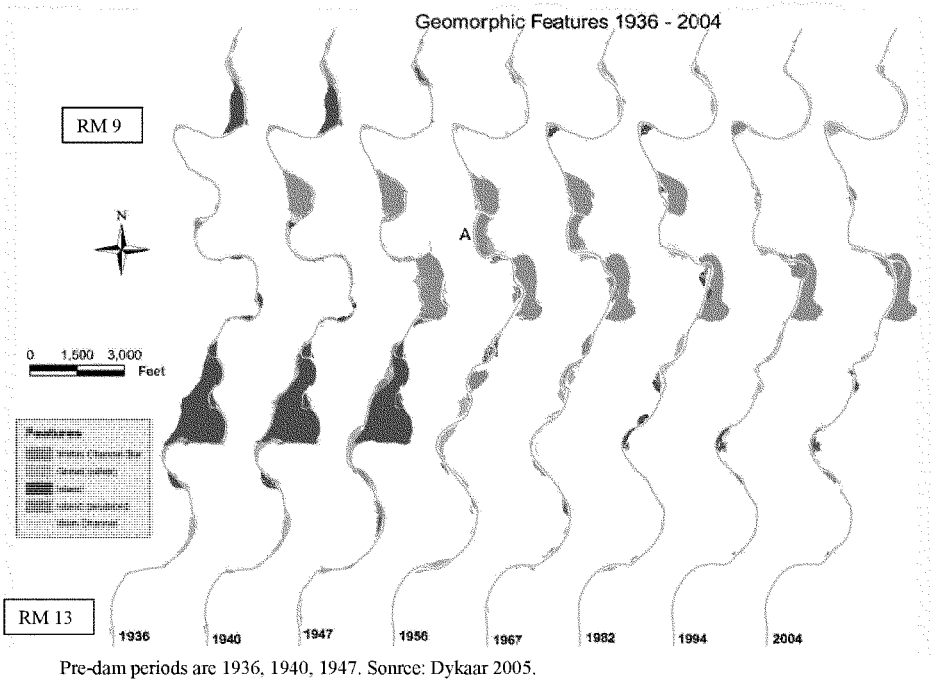 Geomorphic Features 1936 - 2004
RM 9
N
A
0 1,500 3,000
Feet
Features
Island
RM 13
1936
1940
1947
1956
1967
1982
1994
2004
Pre-dam periods are 1936, 1940, 1947. Sonrce: Dykaar 2005.